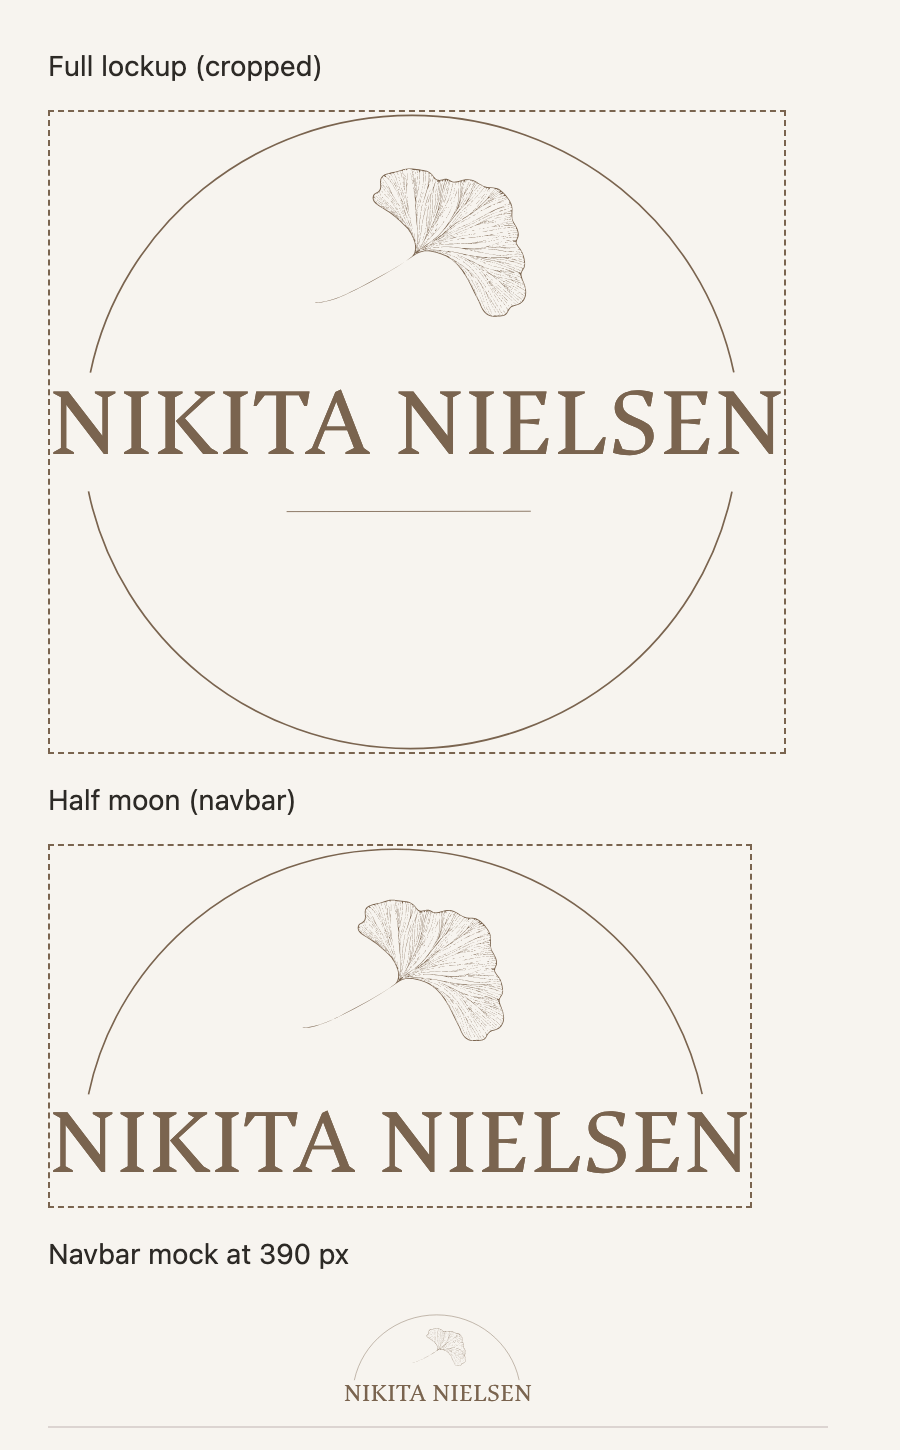 Full lockup (cropped)
NIKITA NIELSEN
Half moon (navbar)
NIKITA NIELSEN
Navbar mock at 390 px
NIKITA NIELSEN